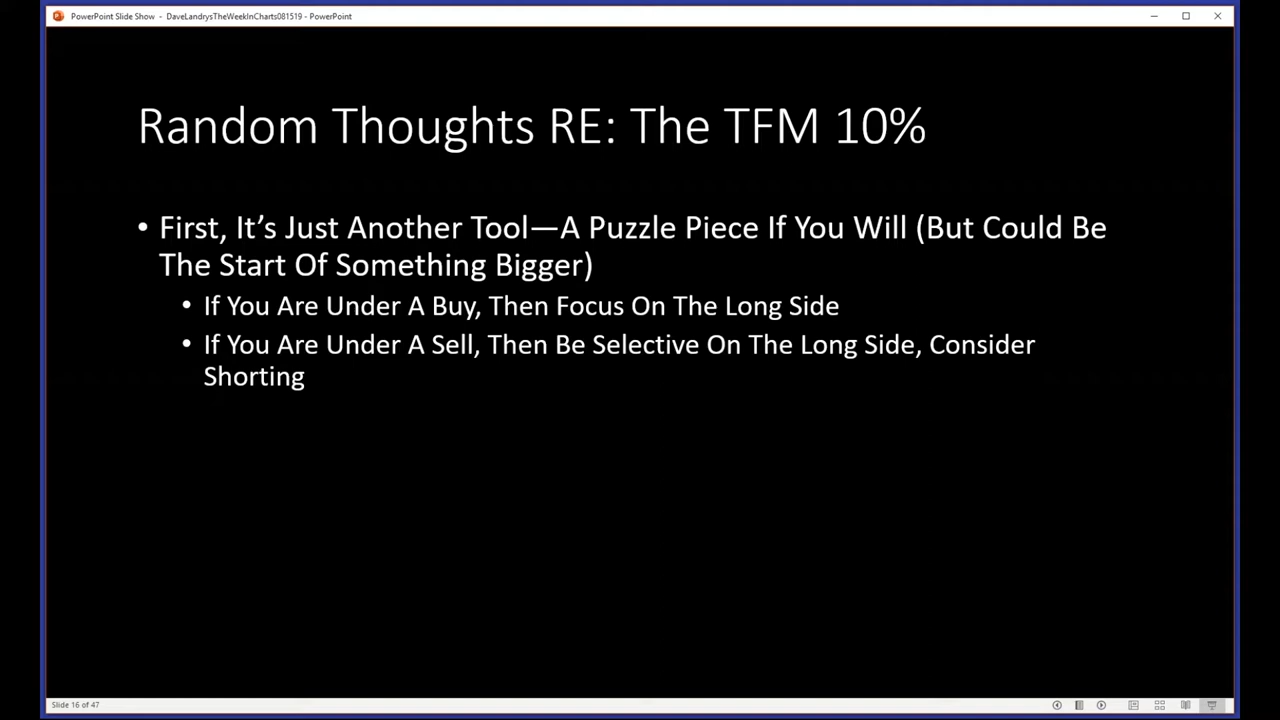 PowerPoint Slide Show - DaveLandrysTheWeekInCharts081519 - PowerPoint
Random Thoughts RE: The TFM 10%
• First, It’s Just Another Tool—A Puzzle Piece If You Will (But Could Be
The Start Of Something Bigger)
• If You Are Under A Buy, Then Focus On The Long Side
• If You Are Under A Sell, Then Be Selective On The Long Side, Consider
Shorting
Slide 16 of 47